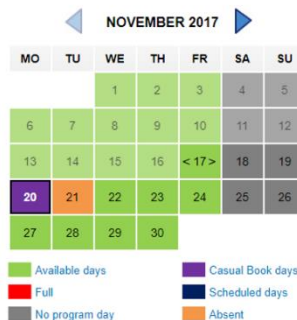 NOVEMBER 2017
MO TU WE TH FR SA SU
1 2 3 4 5
6 7 8 9 10 11 12
13 14 15 16 < 17 > 18 19
20 21 22 23 24 25 26
27 28 29 30
Available days Casual Book days
Full Scheduled days
No program day Absent